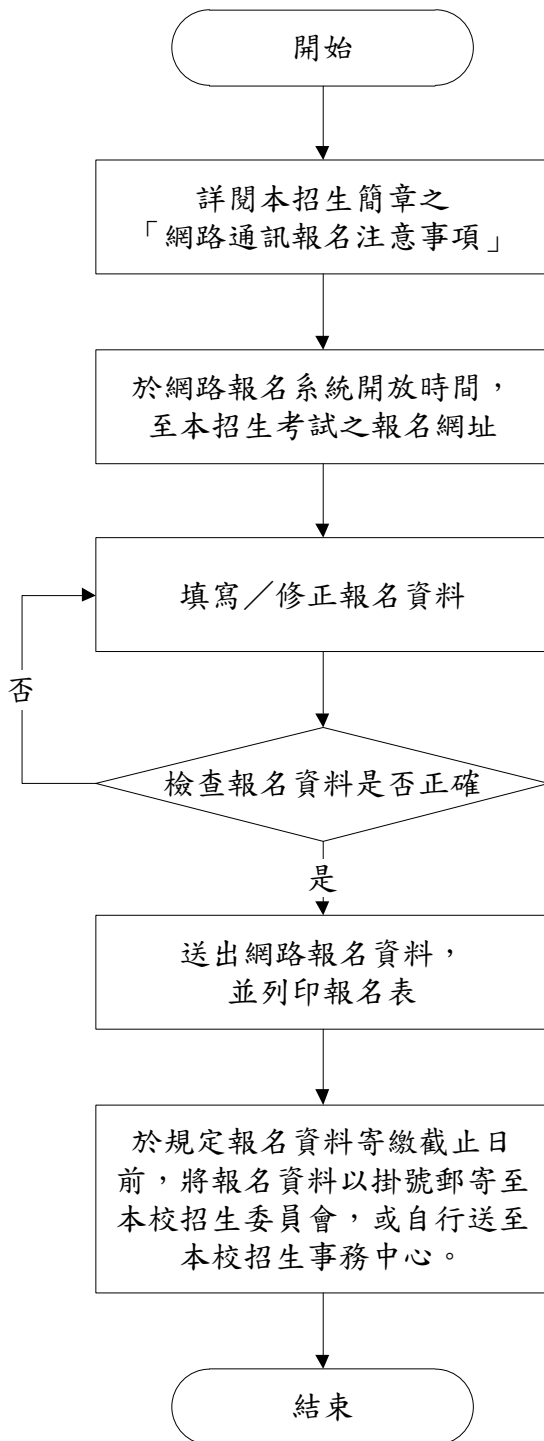 開始
詳閱本招生簡章之
「網路通訊報名注意事項」
於網路報名系統開放時間，
至本招生考試之報名網址
填寫／修正報名資料
否
檢查報名資料是否正確
是
送出網路報名資料，
並列印報名表
於規定報名資料寄繳截止日
前，將報名資料以掛號郵寄至
本校招生委員會，或自行送至
本校招生事務中心。
結束